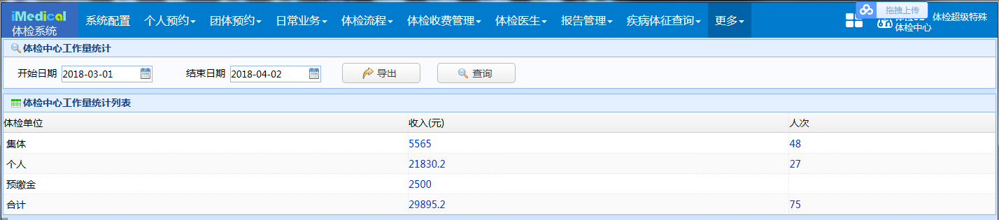 iMedical
体检系统
系统配置 个人预约 团体预约 日常业务 体检流程 体检收费管理 体检医生 报告管理 疾病体征查询 更多
拖拽上传
体检超级特殊
体检中心
体检中心工作量统计
开始日期 2018-03-01 结束日期 2018-04-02 导出 查询
体检中心工作量统计列表
体检单位 收入(元) 人次
集体 5565 48
个人 21830.2 27
预缴金 2500
合计 29895.2 75